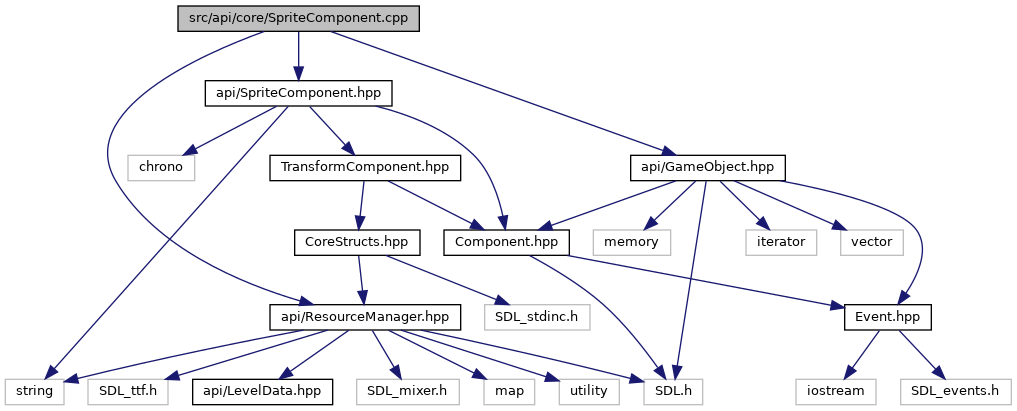 src/api/core/SpriteComponent.cpp
api/SpriteComponent.hpp
chrono
TransformComponent.hpp
api/GameObject.hpp
CoreStructs.hpp
Component.hpp
memory
iterator
vector
api/ResourceManager.hpp
SDL_stdinc.h
Event.hpp
string
SDL_ttf.h
api/LevelData.hpp
SDL_mixer.h
map
utility
SDL.h
iostream
SDL_events.h